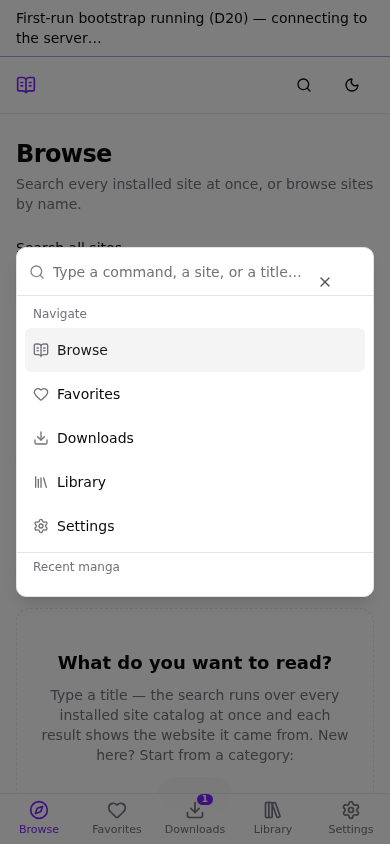 First-run bootstrap running (D20) — connecting to
the server…
Browse
Search every installed site at once, or browse sites
by name.
Search all sites
Type a command, a site, or a title…
Navigate
Browse
Favorites
Downloads
Library
Settings
Recent manga
What do you want to read?
Type a title — the search runs over every
installed site catalog at once and each
result shows the website it came from. New
here? Start from a category:
1
Browse
Favorites
Downloads
Library
Settings